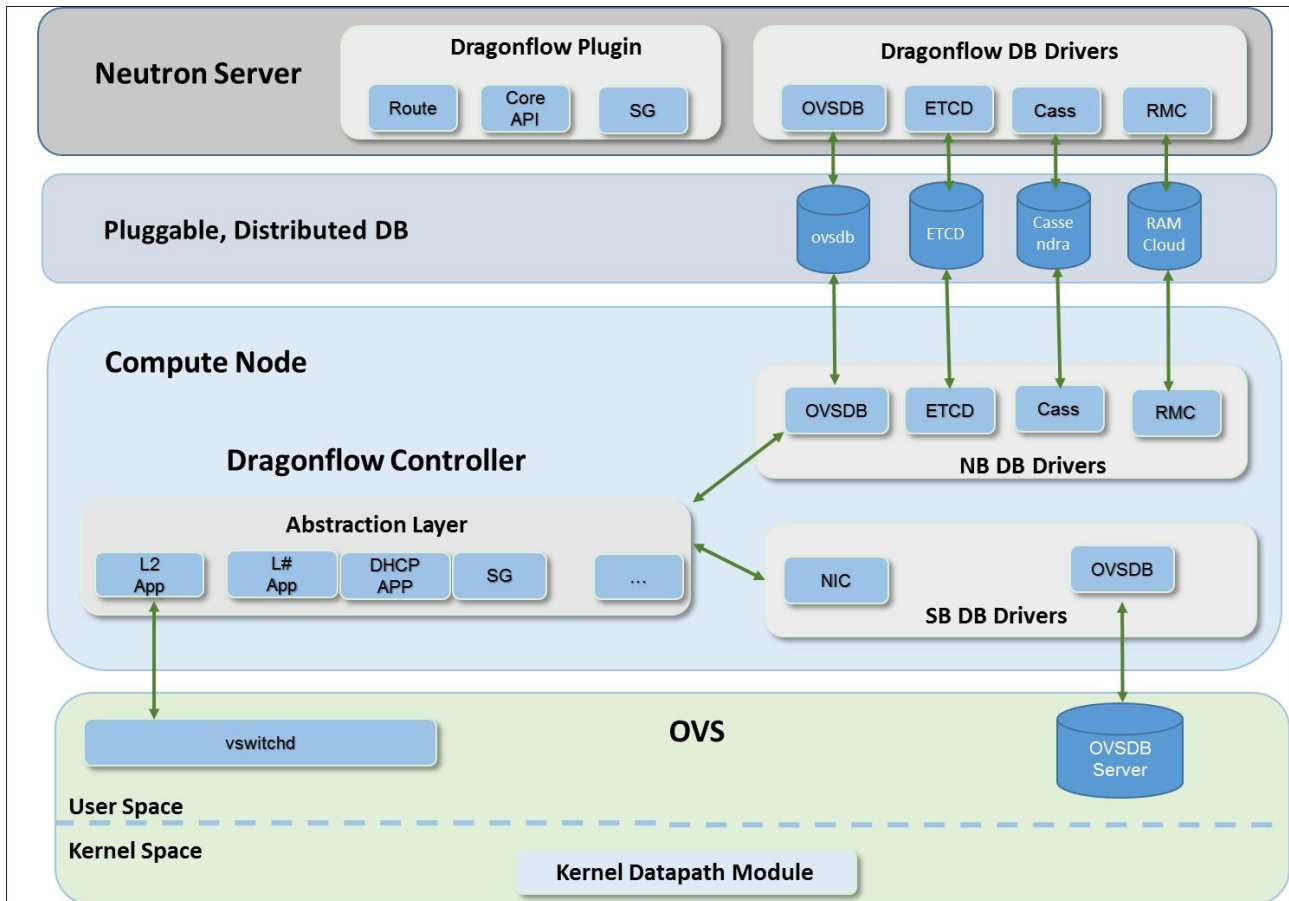 Dragonflow Plugin
Dragonflow DB Drivers
Neutron Server
Route
Core
API
SG
OVSDB
ETCD
Cass
RMC
Pluggable, Distributed DB
ovsdb
ETCD
Casse
ndra
RAM
Cloud
Compute Node
OVSDB
ETCD
Cass
RMC
NB DB Drivers
Dragonflow Controller
Abstraction Layer
L2
App
L#
App
DHCP
APP
SG
...
NIC
OVSDB
SB DB Drivers
OVS
vswitchd
OVSDB
Server
User Space
Kernel Space
Kernel Datapath Module